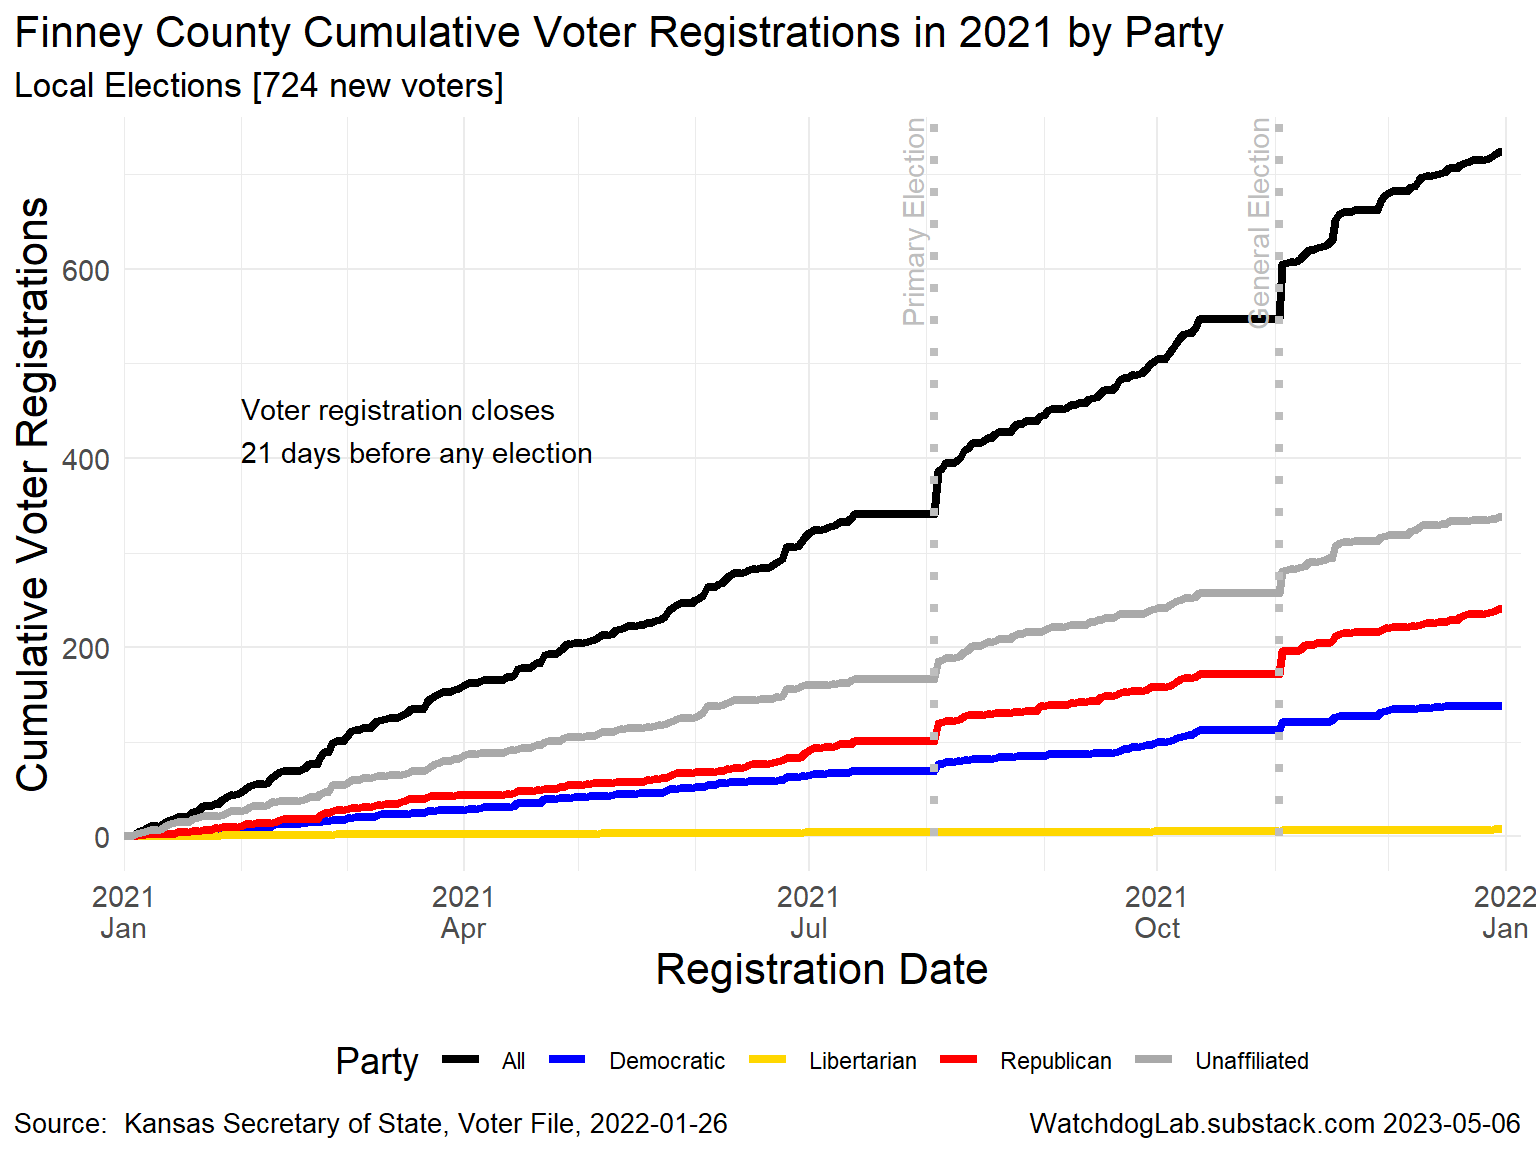 Finney County Cumulative Voter Registrations in 2021 by Party
Local Elections [724 new voters]
Cumulative Voter Registrations
600
400
200
0
Primary Election
General Election
Voter registration closes
21 days before any election
2021 2021 2021 2021 2022
Jan Apr Jul Oct Jan
Registration Date
Party All Democratic Libertarian Republican Unaffiliated
Source:  Kansas Secretary of State, Voter File, 2022-01-26
WatchdogLab.substack.com 2023-05-06